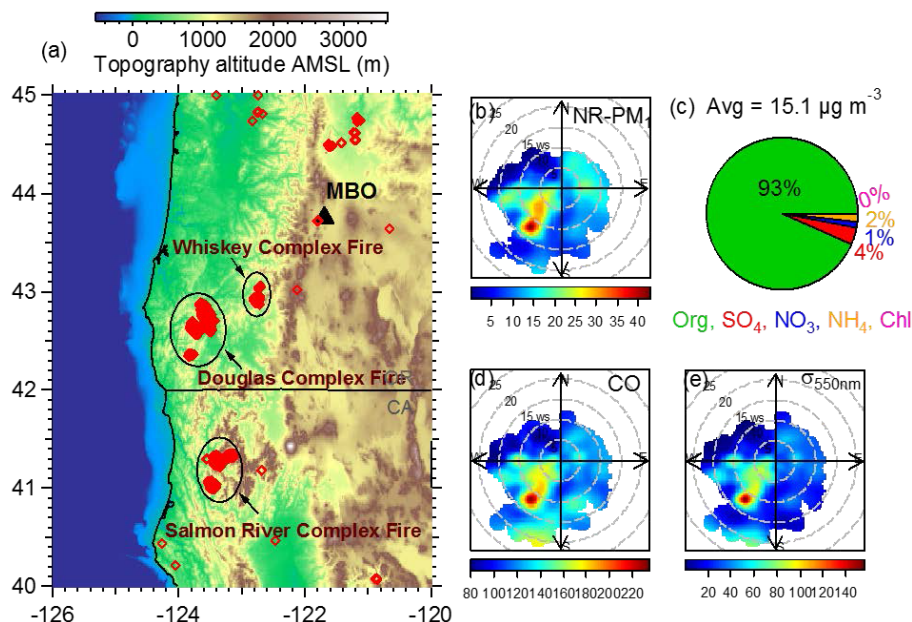 0 1000 2000 3000
(a) Topography altitude AMSL (m)
45
44
43
42
41
40
-126 -124 -123 -122 -121 -120
MBO
Whiskey Complex Fire
Douglas Complex Fire
OR
CA
Salmon River Complex Fire
(b) NR-PM1
25
20
15 ws
N
W E
S
5 10 15 20 25 30 35 40
(c) Avg = 15.1 µg m-3
93%
0%
2%
1%
4%
Org, SO4, NO3, NH4, Chl
(d) CO
25
20
15 ws
N
W E
S
80 100 120 140 160 180 200 220
(e) σ550nm
25
20
15 ws
N
W E
S
20 40 60 80 100 120 140